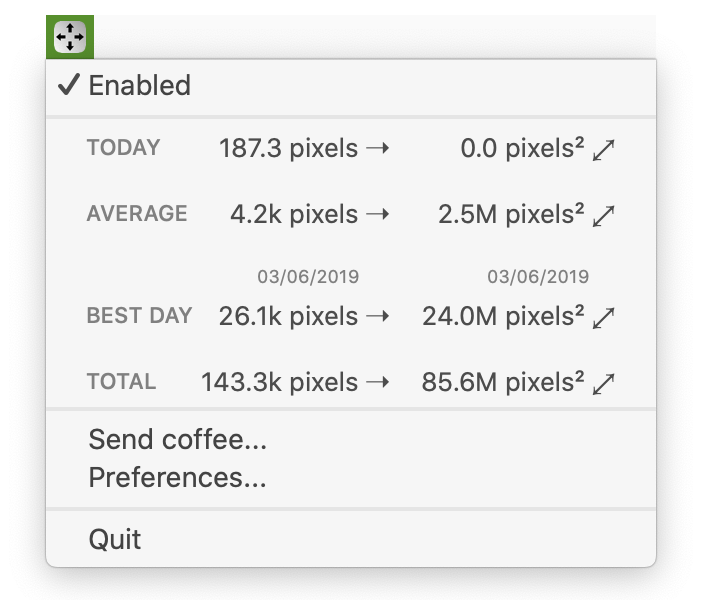 ✓ Enabled
TODAY 187.3 pixels → 0.0 pixels² ⤢
AVERAGE 4.2k pixels → 2.5M pixels² ⤢
03/06/2019 03/06/2019
BEST DAY 26.1k pixels → 24.0M pixels² ⤢
TOTAL 143.3k pixels → 85.6M pixels² ⤢
Send coffee...
Preferences...
Quit